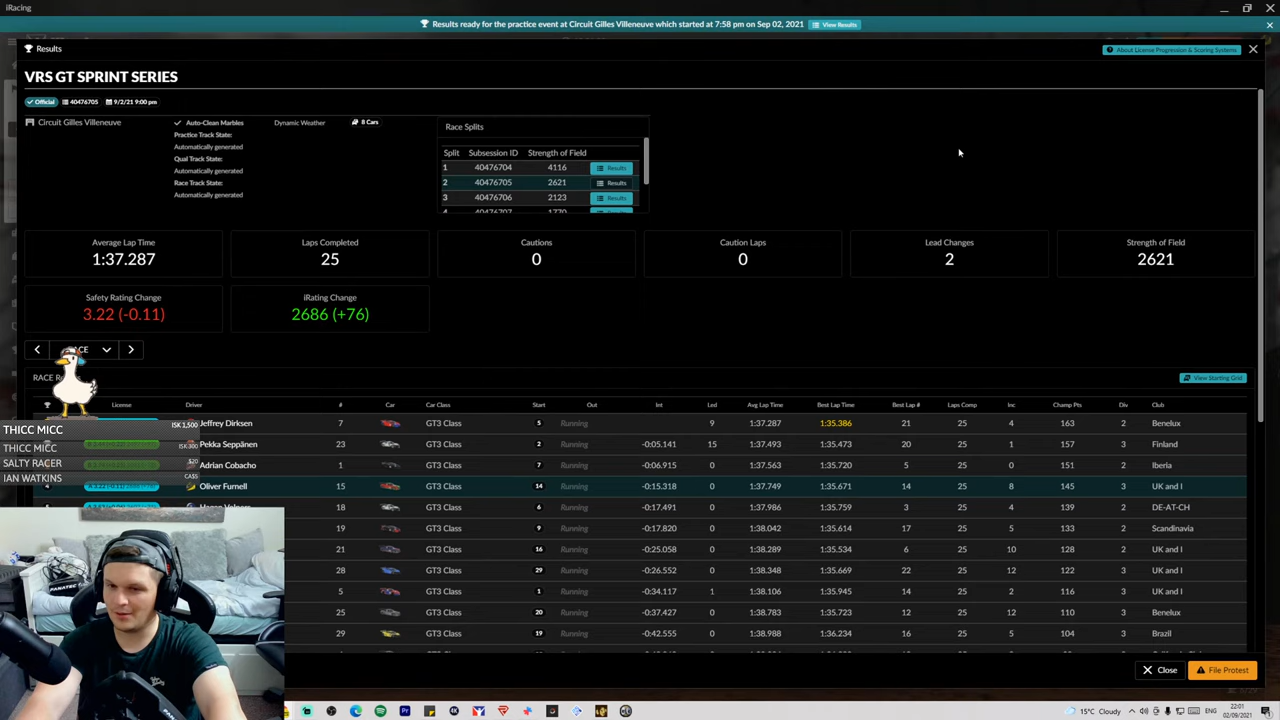 iRacing
Results ready for the practice event at Circuit Gilles Villeneuve which started at 7:58 pm on Sep 02, 2021 View Results
Results About License Progression & Scoring Systems
VRS GT SPRINT SERIES
Official 40476705 9/2/21 9:00 pm
Circuit Gilles Villeneuve
Auto-Clean Marbles Dynamic Weather 8 Cars
Practice Track State:
Automatically generated
Qual Track State:
Automatically generated
Race Track State:
Automatically generated
Race Splits
Split Subsession ID Strength of Field
1 40476704 4116 Results
2 40476705 2621 Results
3 40476706 2123 Results
4 40476707 1770
Average Lap Time Laps Completed Cautions Caution Laps Lead Changes Strength of Field
1:37.287 25 0 0 2 2621
Safety Rating Change iRating Change
3.22 (-0.11) 2686 (+76)
RACE View Starting Grid
License Driver # Car Car Class Start Out Int Led Avg Lap Time Best Lap Time Best Lap # Laps Comp Inc Champ Pts Div Club
Jeffrey Dirksen 7 GT3 Class 5 Running 9 1:37.287 1:35.386 21 25 4 163 2 Benelux
Pekka Seppänen 23 GT3 Class 2 Running -0:05.141 15 1:37.493 1:35.473 20 25 1 157 3 Finland
Adrian Cobacho 1 GT3 Class 7 Running -0:06.915 0 1:37.563 1:35.720 5 25 0 151 2 Iberia
Oliver Furnell 15 GT3 Class 14 Running -0:15.318 0 1:37.749 1:35.671 14 25 8 145 3 UK and I
18 GT3 Class 6 Running -0:17.491 0 1:37.986 1:35.759 3 25 4 139 2 DE-AT-CH
19 GT3 Class 9 Running -0:17.820 0 1:38.042 1:35.614 17 25 5 133 2 Scandinavia
21 GT3 Class 16 Running -0:25.058 0 1:38.289 1:35.534 6 25 10 128 2 UK and I
28 GT3 Class 29 Running -0:26.552 0 1:38.348 1:35.669 22 25 12 122 3 UK and I
5 GT3 Class 1 Running -0:34.117 1 1:38.106 1:35.945 14 25 2 116 3 UK and I
25 GT3 Class 20 Running -0:37.427 0 1:38.783 1:35.723 12 25 12 110 3 Benelux
29 GT3 Class 19 Running -0:42.555 0 1:38.988 1:36.234 16 25 5 104 3 Brazil
THICC MICC ISK 1,500
THICC MICC ISK 300
SALTY RACER $20
IAN WATKINS CA$5
FANATEC
Close File Protest
15°C Cloudy ENG 22:01
02/09/2021